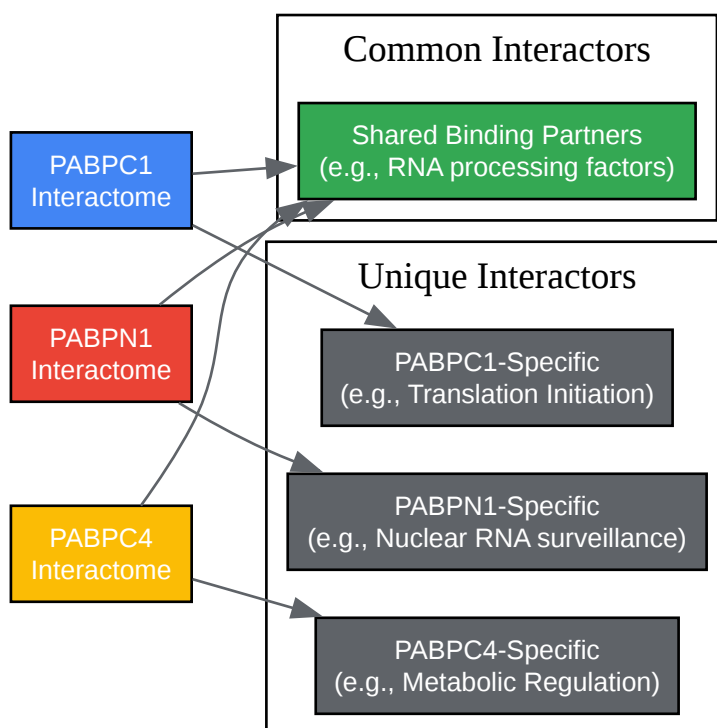 Common Interactors
Shared Binding Partners
(e.g., RNA processing factors)
PABPC1
Interactome
Unique Interactors
PABPN1
Interactome
PABPC1-Specific
(e.g., Translation Initiation)
PABPN1-Specific
(e.g., Nuclear RNA surveillance)
PABPC4
Interactome
PABPC4-Specific
(e.g., Metabolic Regulation)